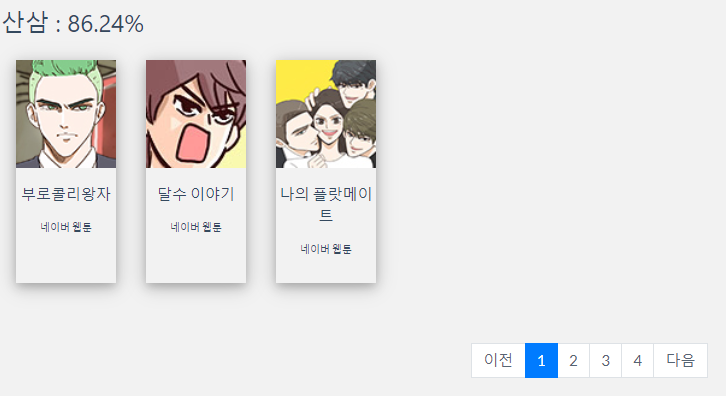 산삼 : 86.24%
부로콜리왕자
네이버 웹툰
달수 이야기
네이버 웹툰
나의 플랏메이
트
네이버 웹툰
이전 1 2 3 4 다음